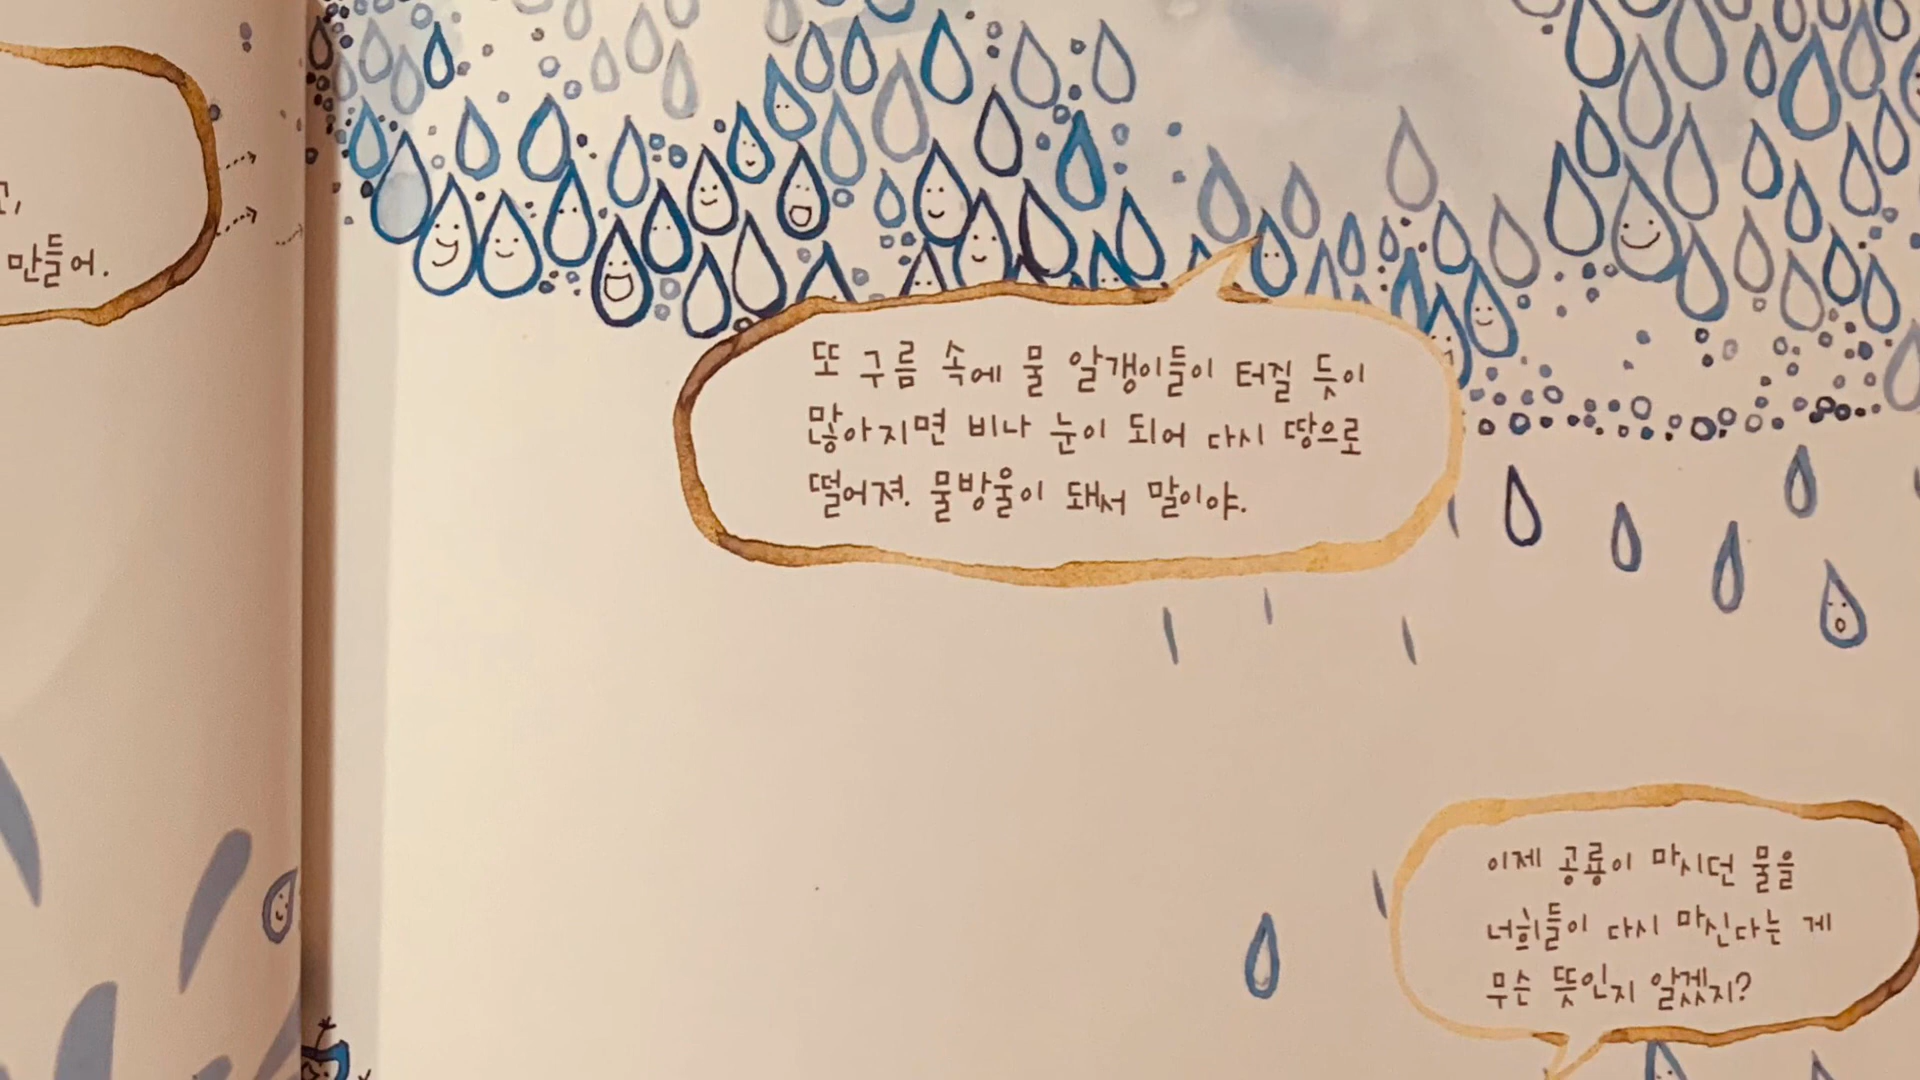 만들어.
또 구름 속에 물 알갱이들이 터질 듯이
많아지면 비나 눈이 되어 다시 땅으로
떨어져. 물방울이 돼서 말이야.
이제 공룡이 마시던 물을
너희들이 다시 마신다는 게
무슨 뜻인지 알겠지?